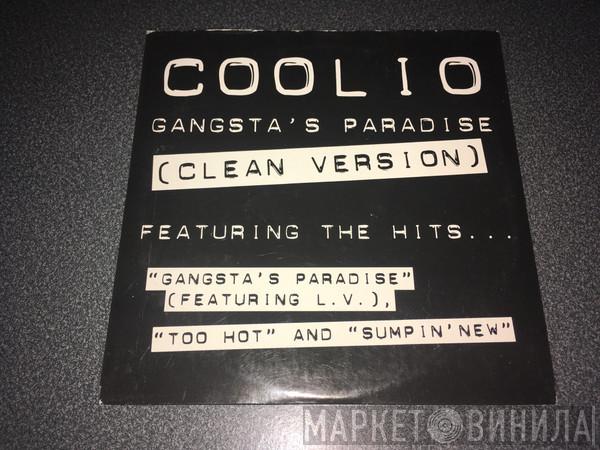 COOLIO
GANGSTA'S PARADISE
(CLEAN VERSION)
FEATURING THE HITS...
"GANGSTA'S PARADISE"
(FEATURING L.V.),
"TOO HOT" AND "SUMPIN' NEW"
МАРКЕТ ВИНИЛА